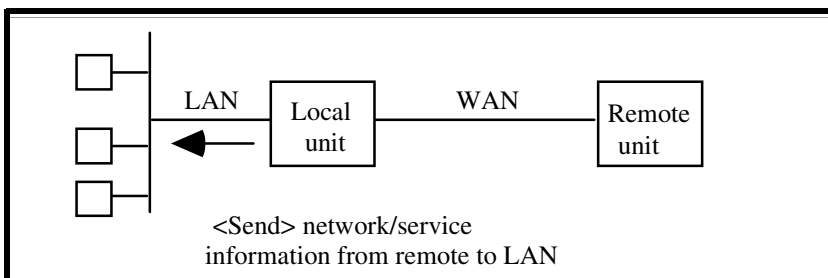 LAN
WAN
Local
unit
Remote
unit
<Send> network/service
information from remote to LAN